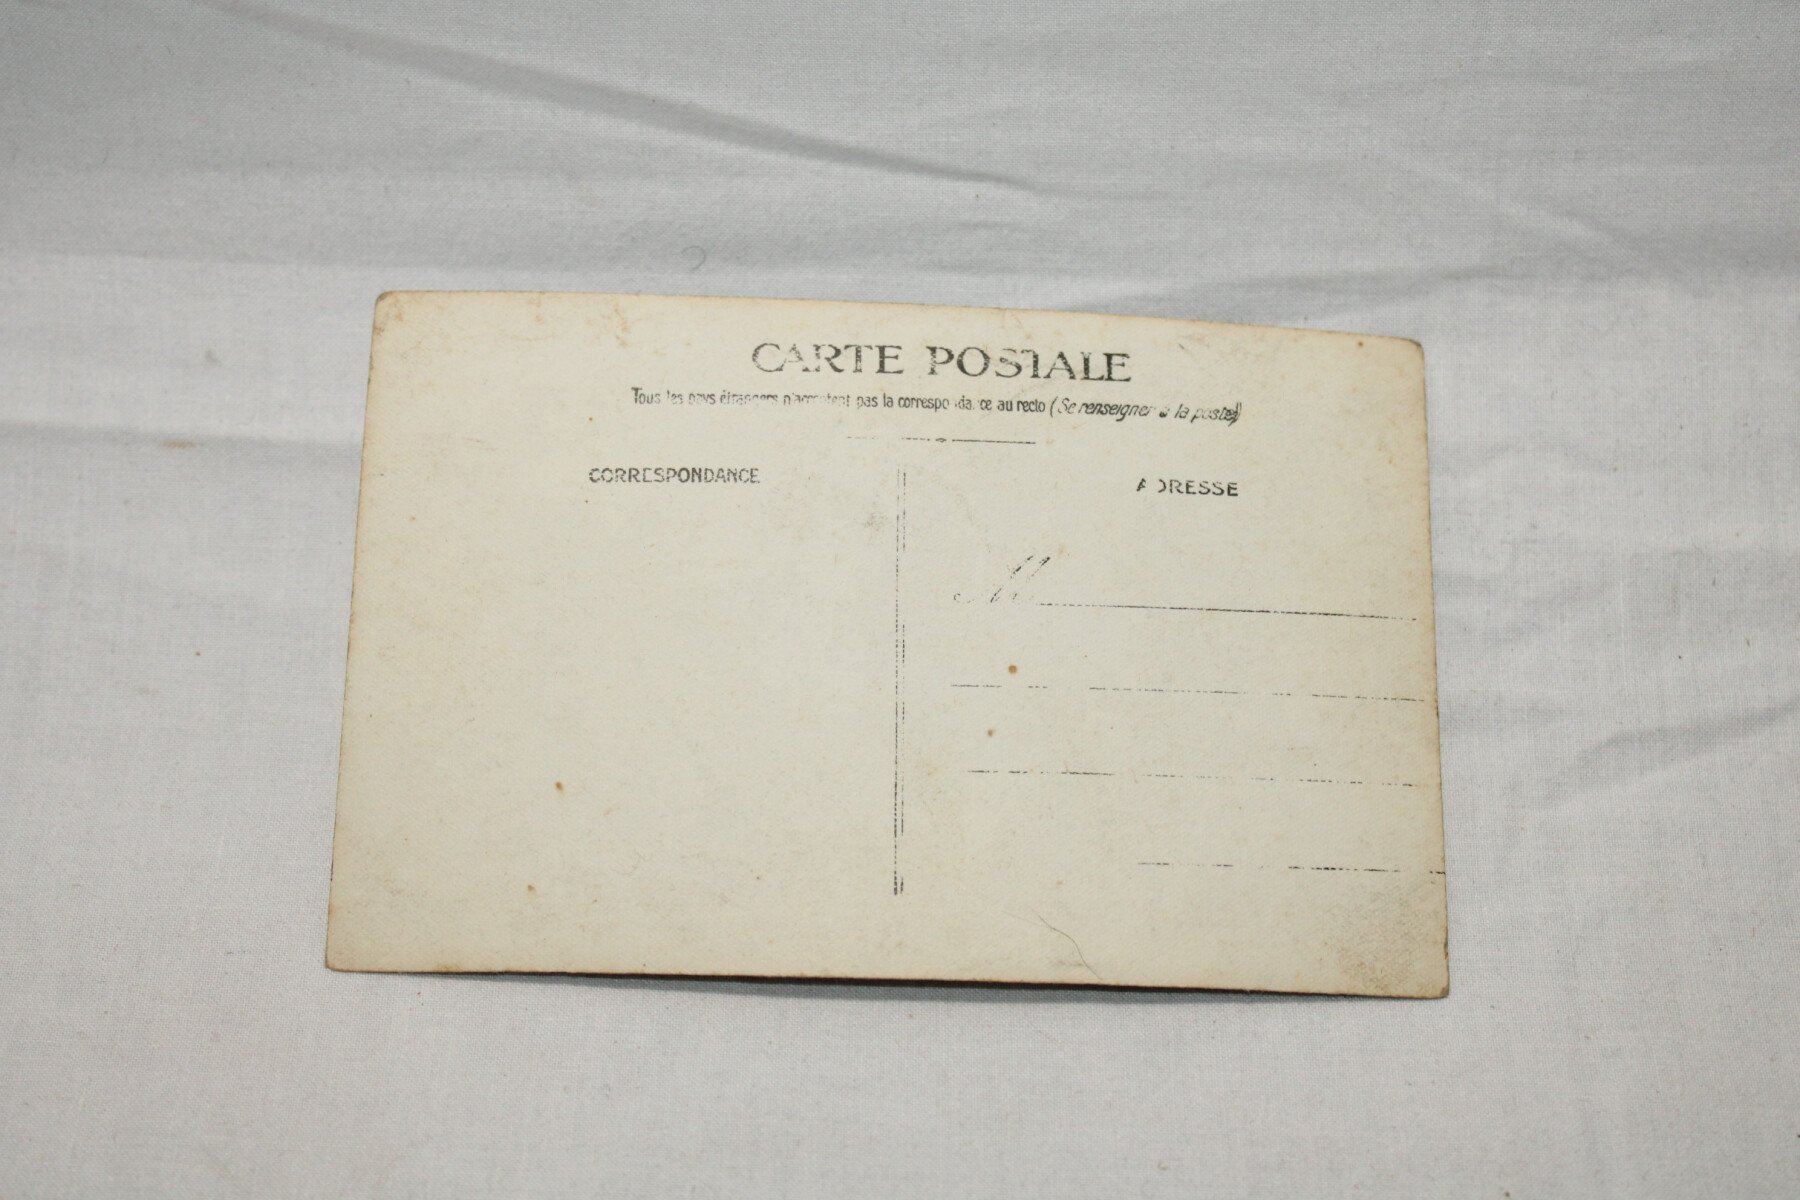 CARTE POSTALE
Tous les pays étrangers n'acceptent pas la correspondance au recto (Se renseigner à la poste)
CORRESPONDANCE
ADRESSE
M